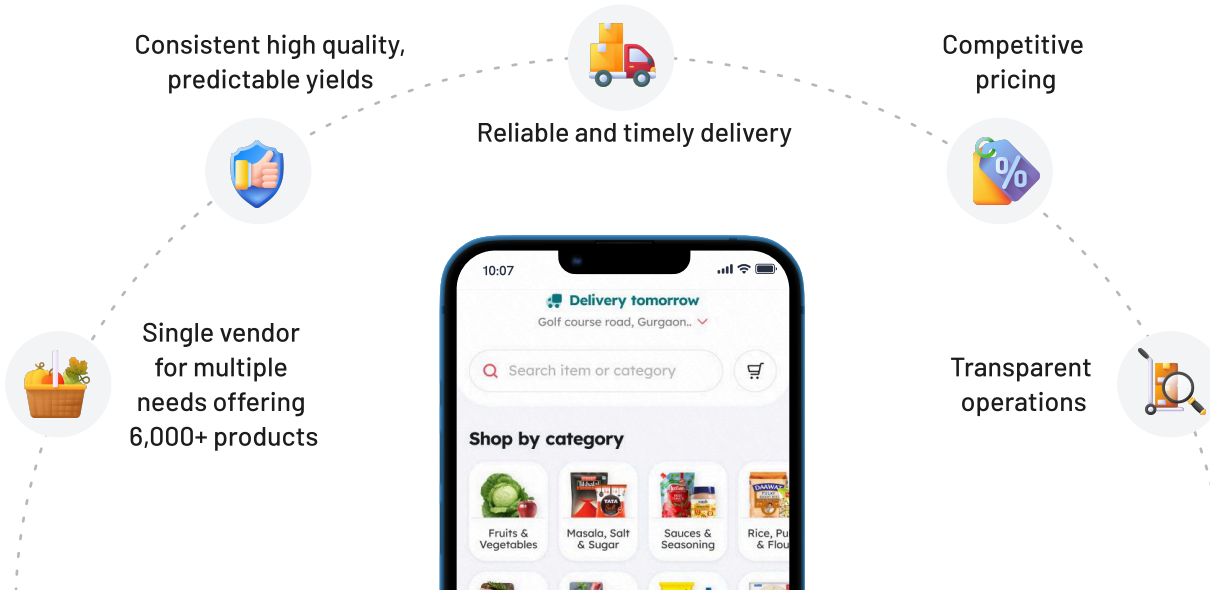 Consistent high quality,
predictable yields
Competitive
pricing
Reliable and timely delivery
%
Single vendor
for multiple
needs offering
6,000+ products
Transparent
operations
10:07
Delivery tomorrow
Golf course road, Gurgaon..
Search item or category
Shop by category
TATA
DAAWAT
Fruits &
Vegetables
Masala, Salt
& Sugar
Sauces &
Seasoning
Rice, Pu
& Flou